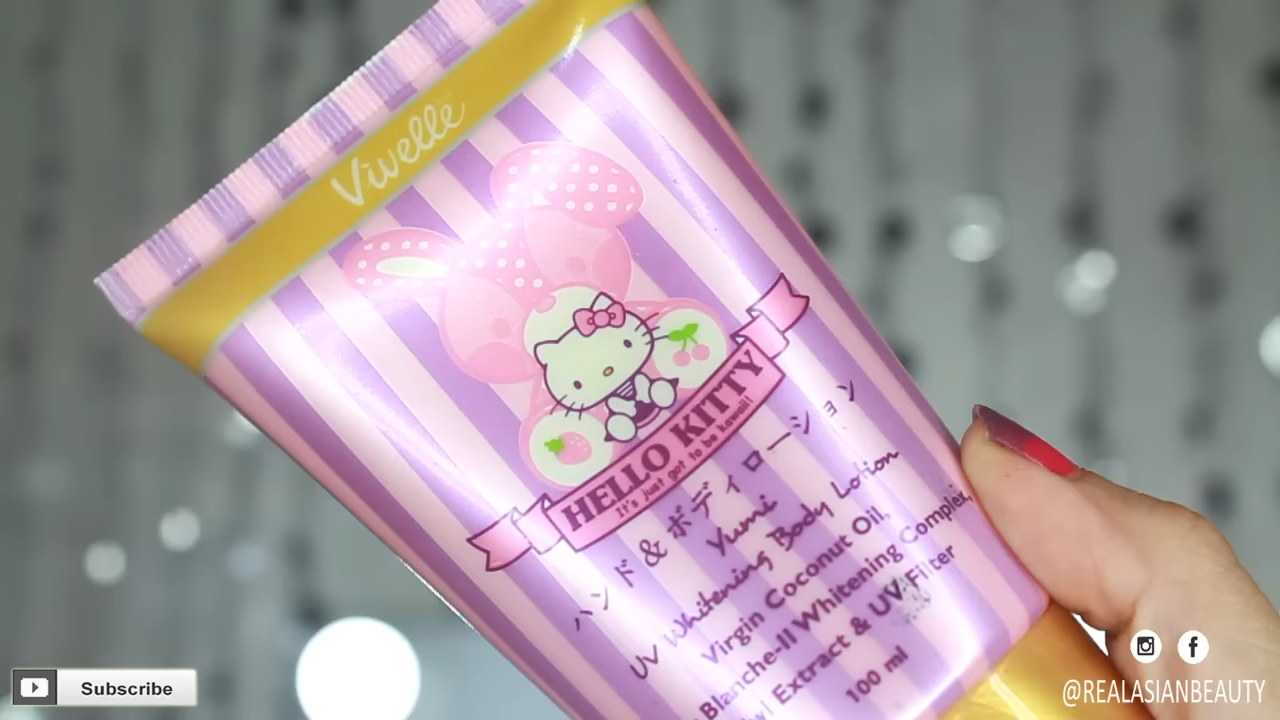 Vivelle
HELLO KITTY
It's just got to be kawaii!
ハンド&ボディローション
Yumi
UV Whitening Body Lotion
Virgin Coconut Oil,
Blanche-II Whitening Complex,
Extract & UV Filter
100 ml
Subscribe
@REALASIANBEAUTY